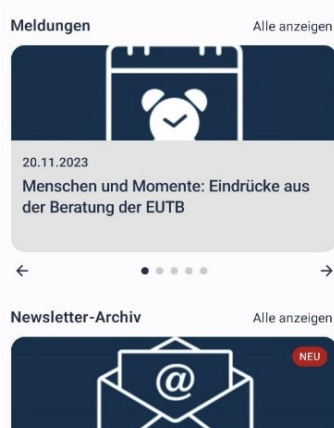 Meldungen Alle anzeigen
20.11.2023
Menschen und Momente: Eindrücke aus
der Beratung der EUTB
← →
Newsletter-Archiv Alle anzeigen
NEU
@